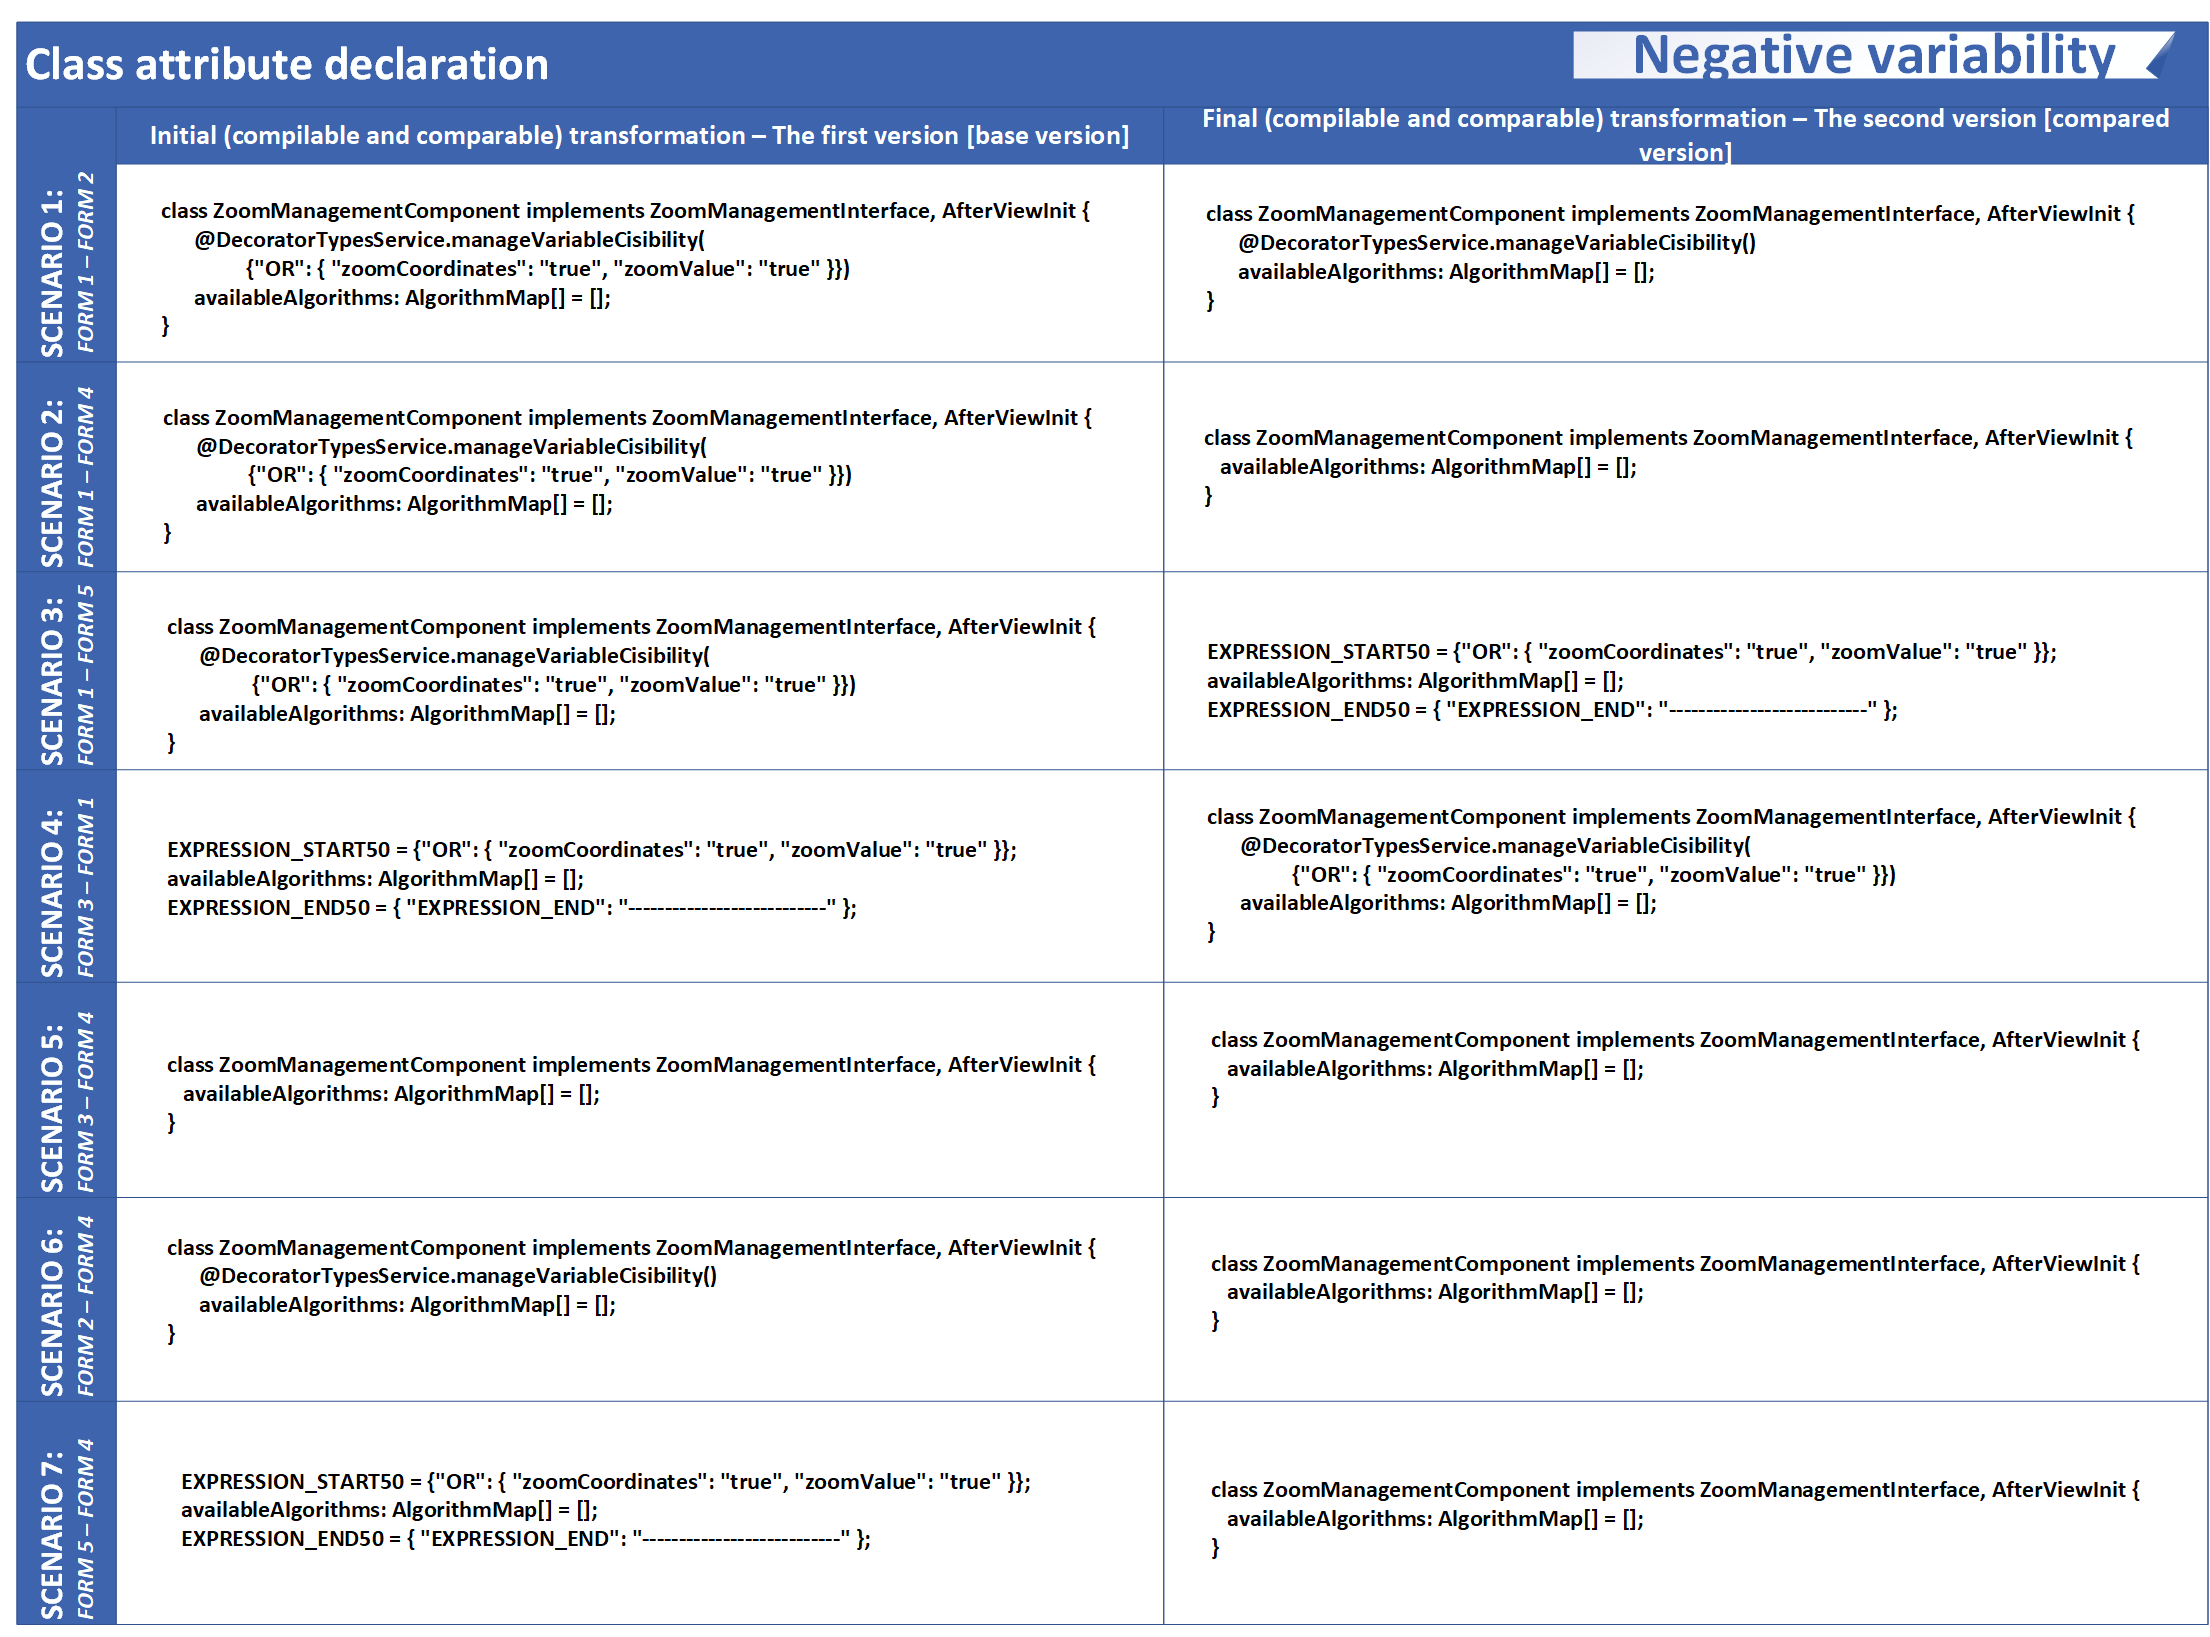 Class attribute declaration
Negative variability
Initial (compilable and comparable) transformation – The first version [base version]
Final (compilable and comparable) transformation – The second version [compared
version]
SCENARIO 1:
FORM 1 – FORM 2
class ZoomManagementComponent implements ZoomManagementInterface, AfterViewInit {
@DecoratorTypesService.manageVariableCisibility(
{"OR": { "zoomCoordinates": "true", "zoomValue": "true" }})
availableAlgorithms: AlgorithmMap[] = [];
}
class ZoomManagementComponent implements ZoomManagementInterface, AfterViewInit {
@DecoratorTypesService.manageVariableCisibility()
availableAlgorithms: AlgorithmMap[] = [];
}
SCENARIO 2:
FORM 1 – FORM 4
class ZoomManagementComponent implements ZoomManagementInterface, AfterViewInit {
@DecoratorTypesService.manageVariableCisibility(
{"OR": { "zoomCoordinates": "true", "zoomValue": "true" }})
availableAlgorithms: AlgorithmMap[] = [];
}
class ZoomManagementComponent implements ZoomManagementInterface, AfterViewInit {
availableAlgorithms: AlgorithmMap[] = [];
}
SCENARIO 3:
FORM 1 – FORM 5
class ZoomManagementComponent implements ZoomManagementInterface, AfterViewInit {
@DecoratorTypesService.manageVariableCisibility(
{"OR": { "zoomCoordinates": "true", "zoomValue": "true" }})
availableAlgorithms: AlgorithmMap[] = [];
}
EXPRESSION_START50 = {"OR": { "zoomCoordinates": "true", "zoomValue": "true" }};
availableAlgorithms: AlgorithmMap[] = [];
EXPRESSION_END50 = { "EXPRESSION_END": "---------------------------" };
SCENARIO 4:
FORM 3 – FORM 1
EXPRESSION_START50 = {"OR": { "zoomCoordinates": "true", "zoomValue": "true" }};
availableAlgorithms: AlgorithmMap[] = [];
EXPRESSION_END50 = { "EXPRESSION_END": "---------------------------" };
class ZoomManagementComponent implements ZoomManagementInterface, AfterViewInit {
@DecoratorTypesService.manageVariableCisibility(
{"OR": { "zoomCoordinates": "true", "zoomValue": "true" }})
availableAlgorithms: AlgorithmMap[] = [];
}
SCENARIO 5:
FORM 3 – FORM 4
class ZoomManagementComponent implements ZoomManagementInterface, AfterViewInit {
availableAlgorithms: AlgorithmMap[] = [];
}
class ZoomManagementComponent implements ZoomManagementInterface, AfterViewInit {
availableAlgorithms: AlgorithmMap[] = [];
}
SCENARIO 6:
FORM 2 – FORM 4
class ZoomManagementComponent implements ZoomManagementInterface, AfterViewInit {
@DecoratorTypesService.manageVariableCisibility()
availableAlgorithms: AlgorithmMap[] = [];
}
class ZoomManagementComponent implements ZoomManagementInterface, AfterViewInit {
availableAlgorithms: AlgorithmMap[] = [];
}
SCENARIO 7:
FORM 5 – FORM 4
EXPRESSION_START50 = {"OR": { "zoomCoordinates": "true", "zoomValue": "true" }};
availableAlgorithms: AlgorithmMap[] = [];
EXPRESSION_END50 = { "EXPRESSION_END": "---------------------------" };
class ZoomManagementComponent implements ZoomManagementInterface, AfterViewInit {
availableAlgorithms: AlgorithmMap[] = [];
}